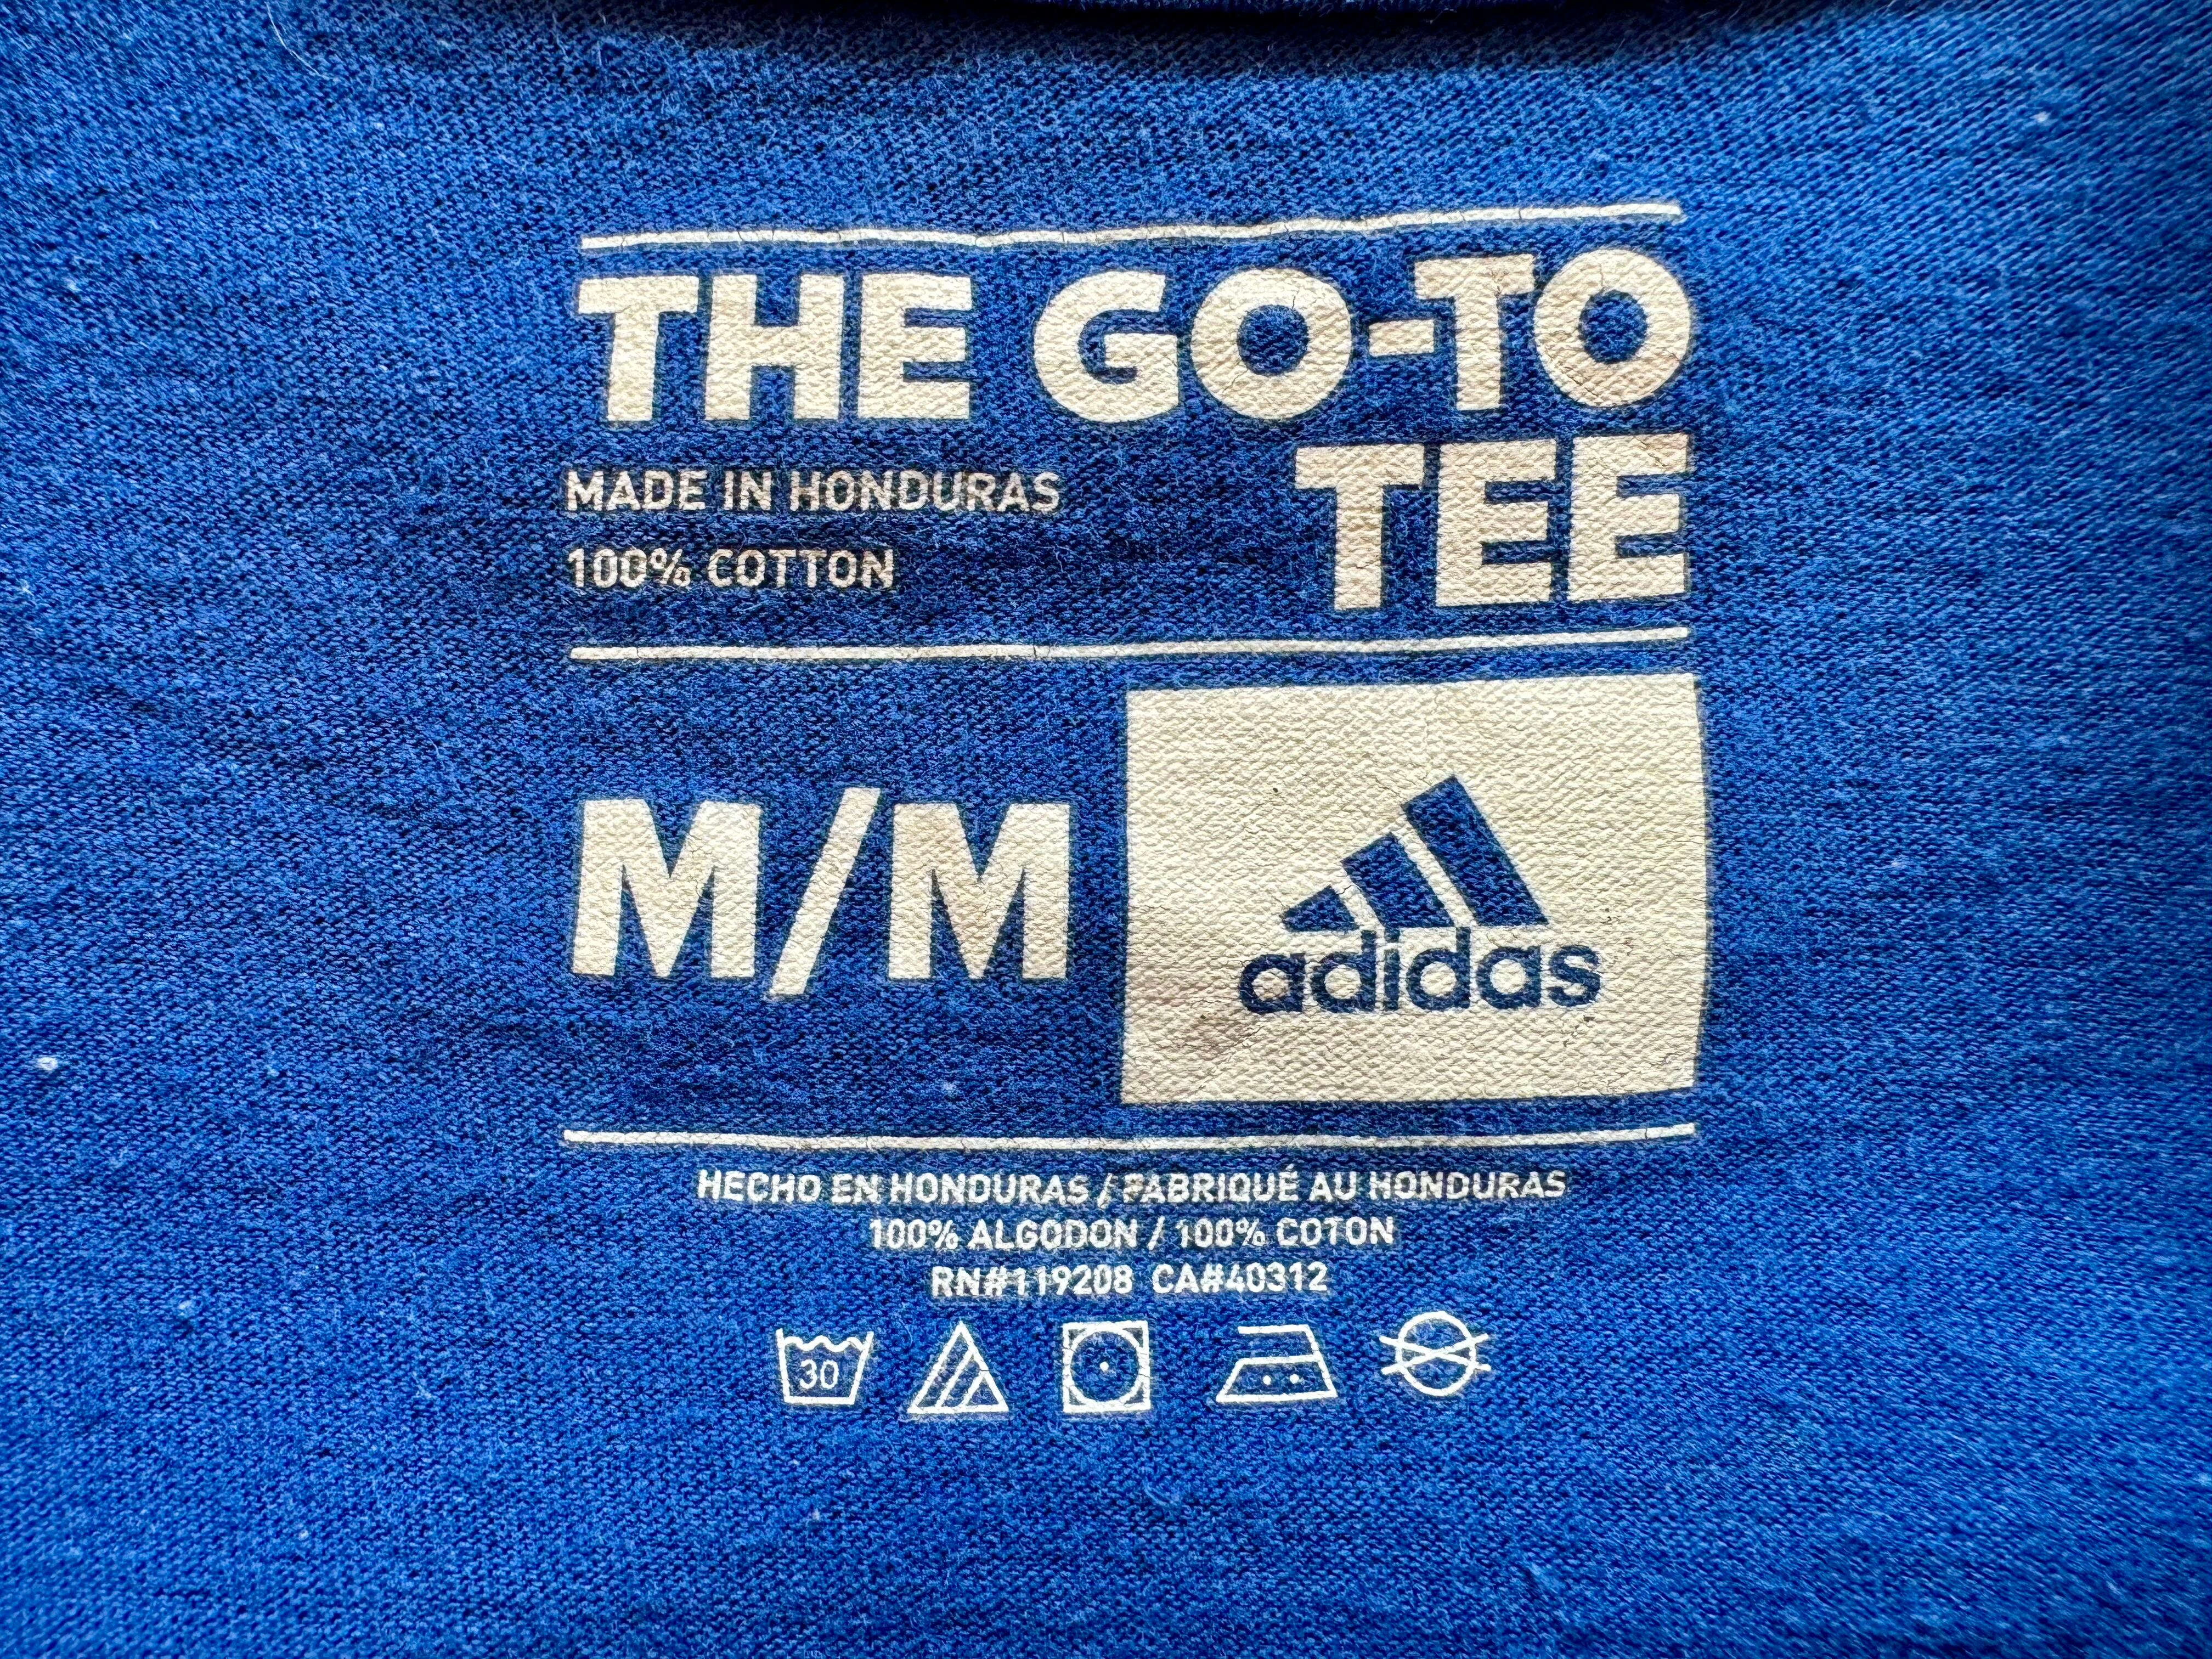 THE GO-TO
TEE
MADE IN HONDURAS
100% COTTON
M/M
adidas
HECHO EN HONDURAS / FABRIQUÉ AU HONDURAS
100% ALGODON / 100% COTON
RN#119208 CA#40312
30